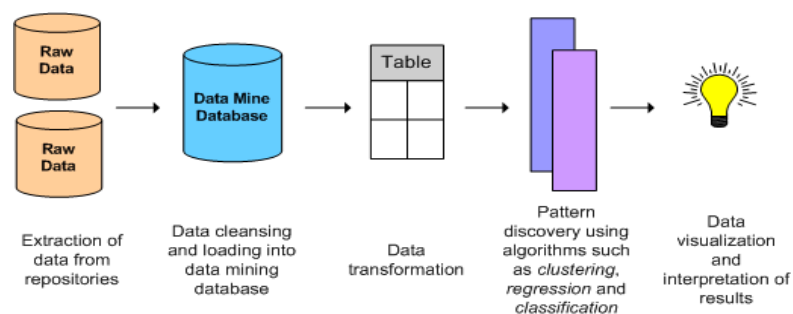 Raw
Data
Raw
Data
Data Mine
Database
Table
Extraction of
data from
repositories
Data cleansing
and loading into
data mining
database
Data
transformation
Pattern
discovery using
algorithms such
as clustering,
regression and
classification
Data
visualization and
interpretation of
results